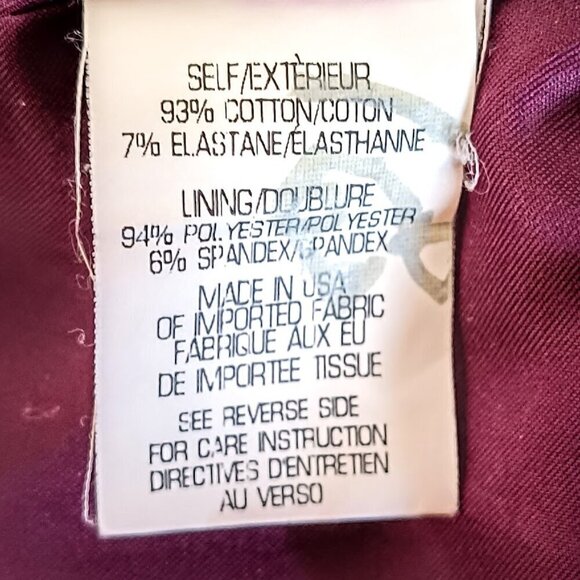 SELF/EXTÈRIEUR
93% COTTON/COTON
7% ELASTANE/ÉLASTHANNE
LINING/DOUBLURE
94% POLYESTER/POLYESTER
6% SPANDEX/SPANDEX
MADE IN USA
OF IMPORTED FABRIC
FABRIQUE AUX EU
DE IMPORTEE TISSUE
SEE REVERSE SIDE
FOR CARE INSTRUCTION
DIRECTIVES D'ENTRETIEN
AU VERSO